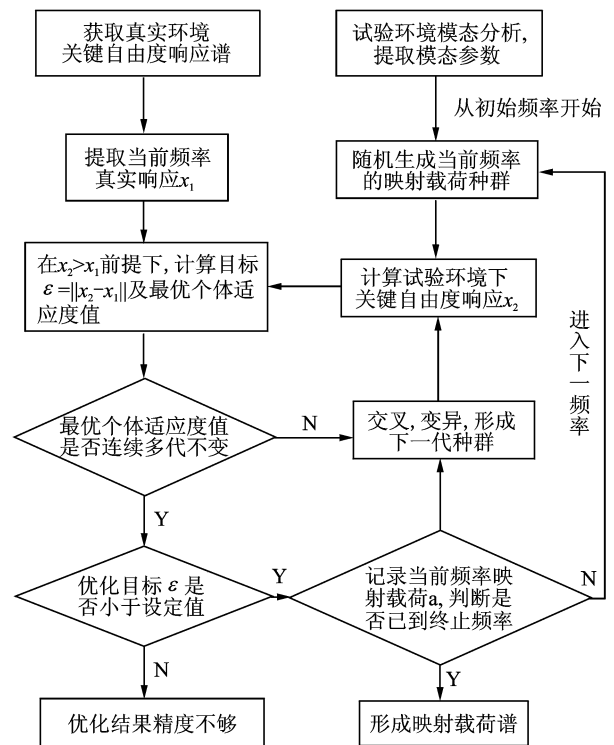 获取真实环境
关键自由度响应谱
试验环境模态分析,
提取模态参数
从初始频率开始
提取当前频率
真实响应x₁
随机生成当前频率
的映射载荷种群
在x₂>x₁前提下, 计算目标
ε=||x₂−x₁||及最优个体适
应度值
计算试验环境下
关键自由度响应x₂
进入下一频率
最优个体适应度值
是否连续多代不变
N
交叉, 变异, 形成
下一代种群
Y
优化目标 ε 是
否小于设定值
Y
记录当前频率映
射载荷a, 判断是
否已到终止频率
N
N
Y
优化结果精度不够
形成映射载荷谱